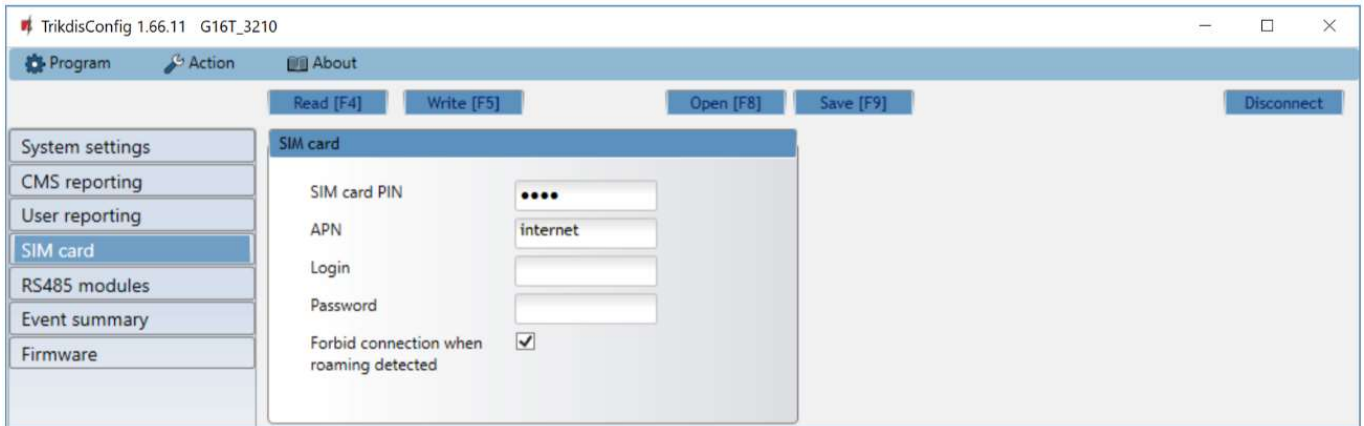 TrikdisConfig 1.66.11 G16T_3210
Program Action About
Read [F4] Write [F5] Open [F8] Save [F9] Disconnect
System settings
CMS reporting
User reporting
SIM card
RS485 modules
Event summary
Firmware
SIM card
SIM card PIN ••••
APN internet
Login
Password
Forbid connection when
roaming detected